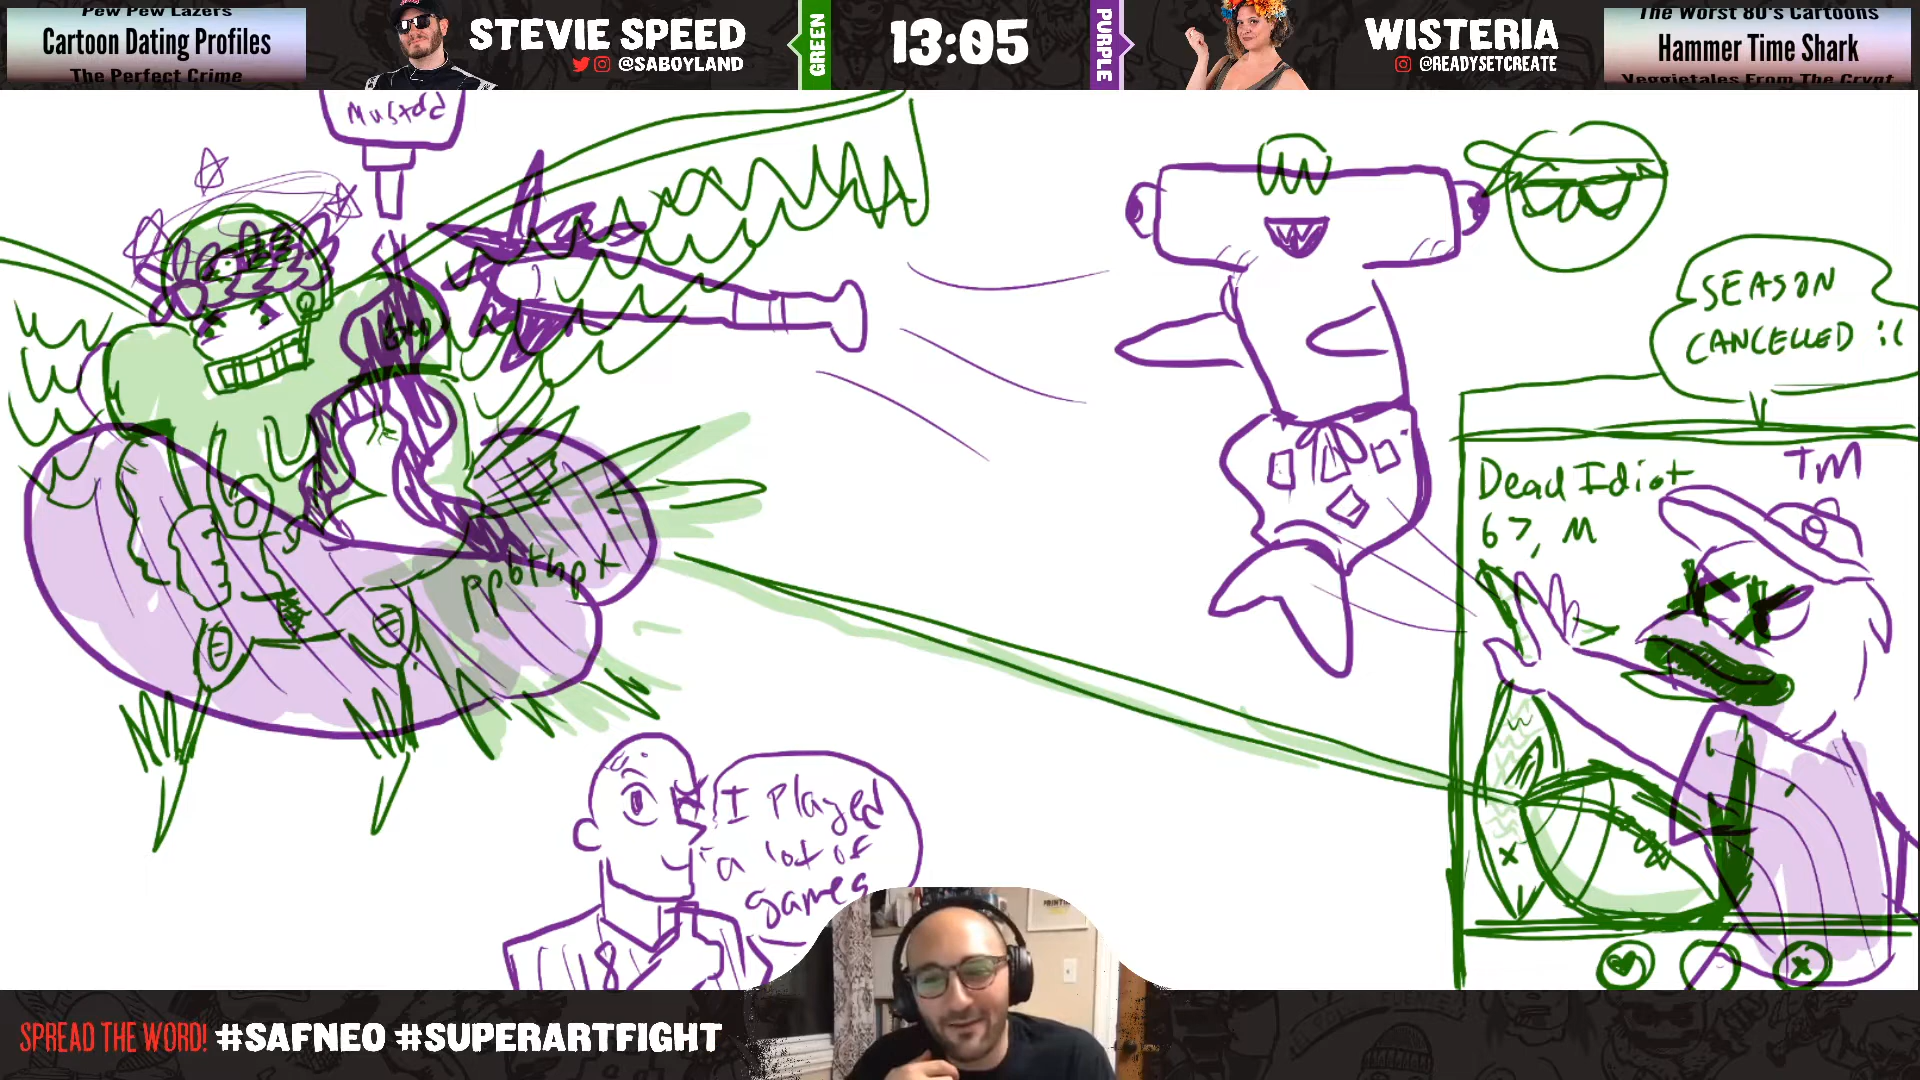 Pew Pew Lazers
Cartoon Dating Profiles
The Perfect Crime
STEVIE SPEED
@SABOYLAND
GREEN
13:05
PURPLE
WISTERIA
@READYSETCREATE
The Worst 80's Cartoons
Hammer Time Shark
Veggietales From The Crypt
Mustdd
SEASON
CANCELLED :(
TM
Dead Idiot
67, M
ppbthpt
I Played
a lot of
games
SPREAD THE WORD! #SAFNEO #SUPERARTFIGHT